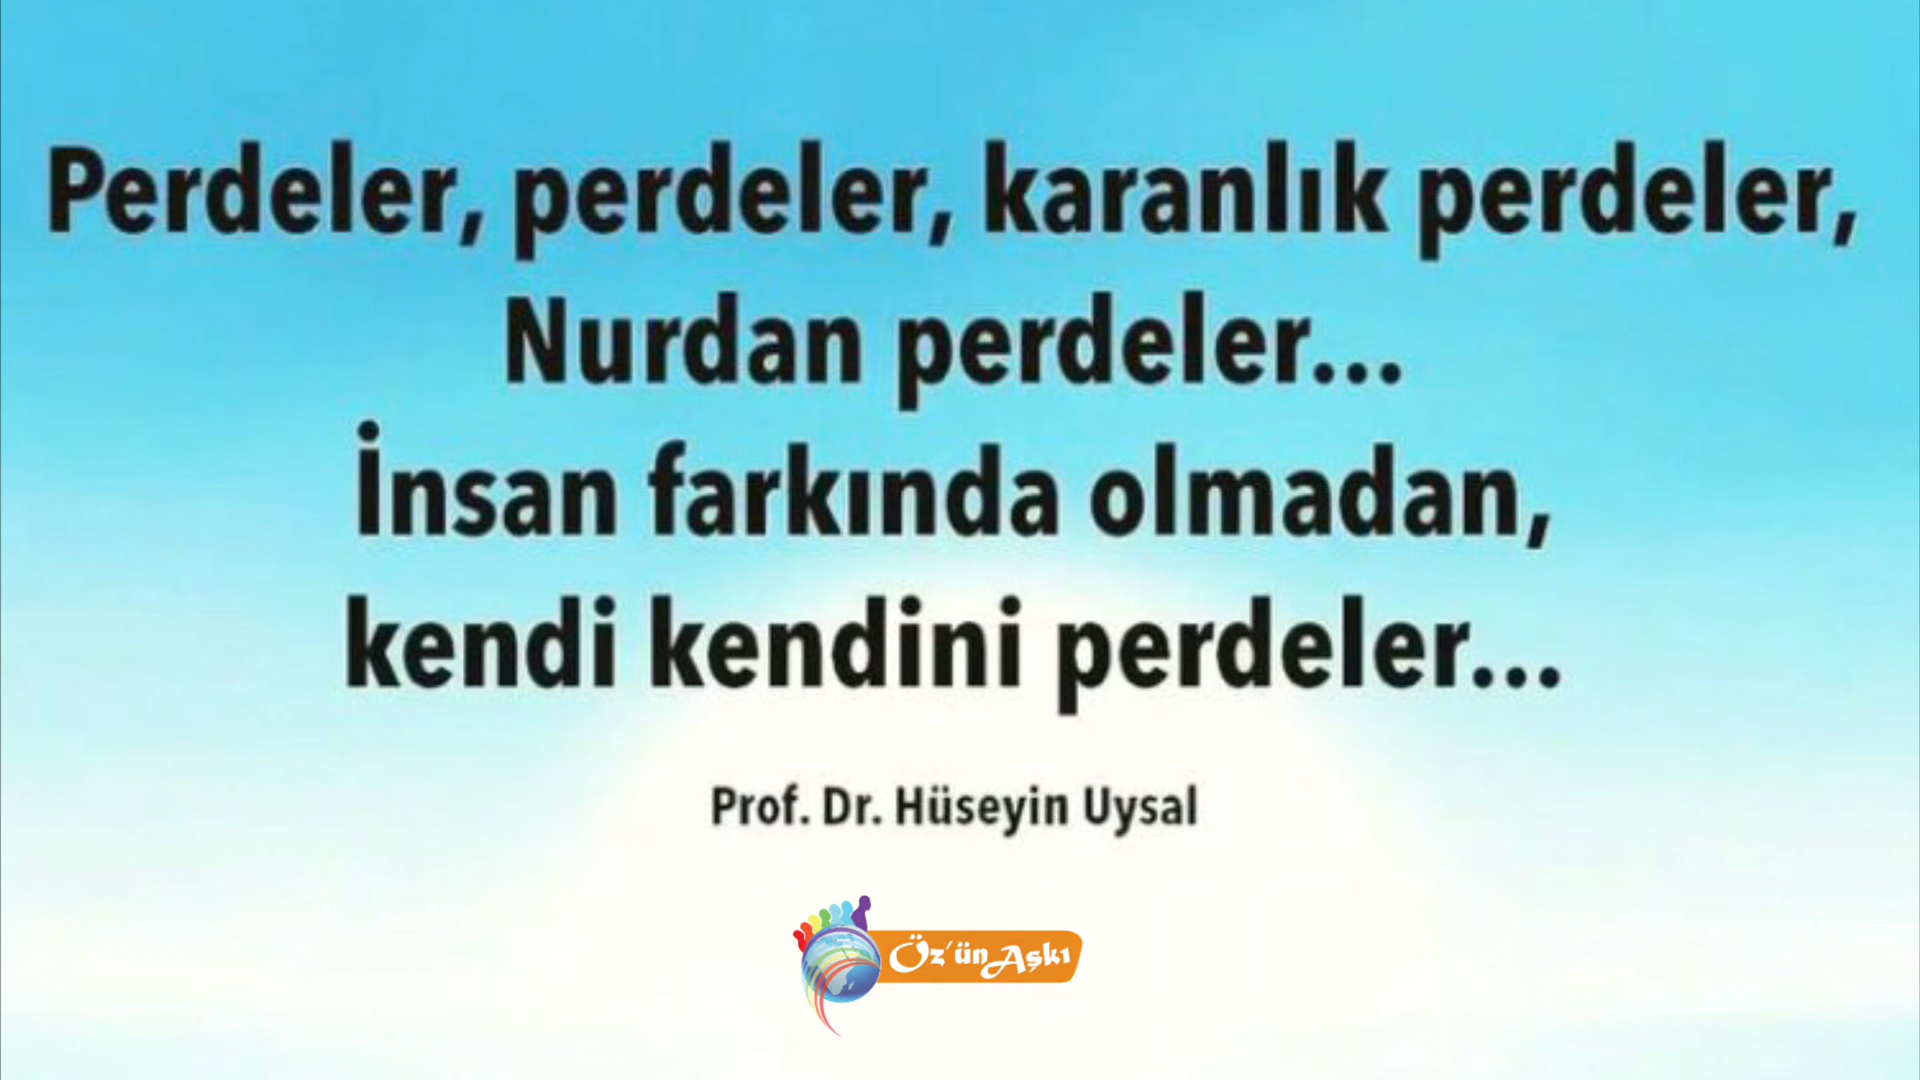 Perdeler, perdeler, karanlık perdeler,
Nurdan perdeler...
İnsan farkında olmadan,
kendi kendini perdeler...
Prof. Dr. Hüseyin Uysal
Öz'ün Aşkı